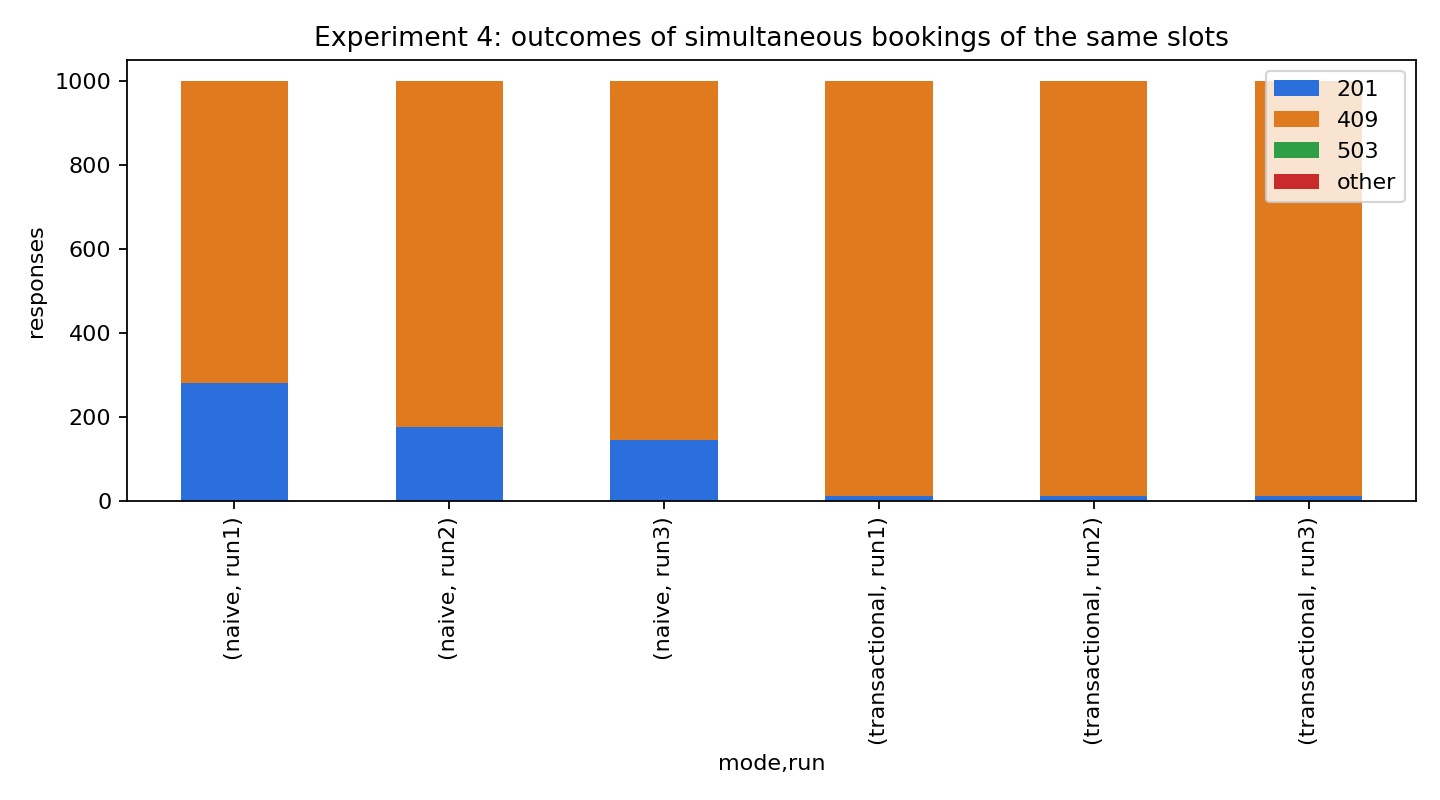 Experiment 4: outcomes of simultaneous bookings of the same slots
1000
800
600
400
200
0
responses
201
409
503
other
(naive, run1)
(naive, run2)
(naive, run3)
(transactional, run1)
(transactional, run2)
(transactional, run3)
mode,run